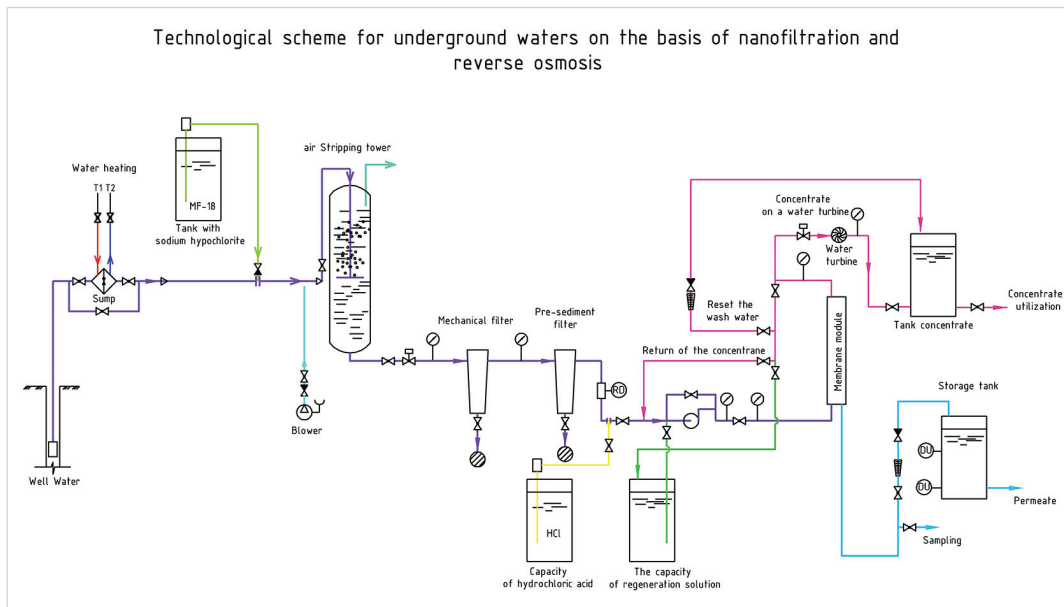 Technological scheme for underground waters on the basis of nanofiltration and
reverse osmosis
Water heating
T1 T2
Sump
MF-18
Tank with
sodium hypochlorite
air Stripping tower
Blower
Well Water
Mechanical filter
Pre-sediment
filter
RD
HCl
Capacity
of hydrochloric acid
The capacity
of regeneration solution
Return of the concentrane
Reset the
wash water
Concentrate
on a water turbine
Water
turbine
Membrane module
Tank concentrate
Concentrate
utilization
Storage tank
DU
DU
Permeate
Sampling